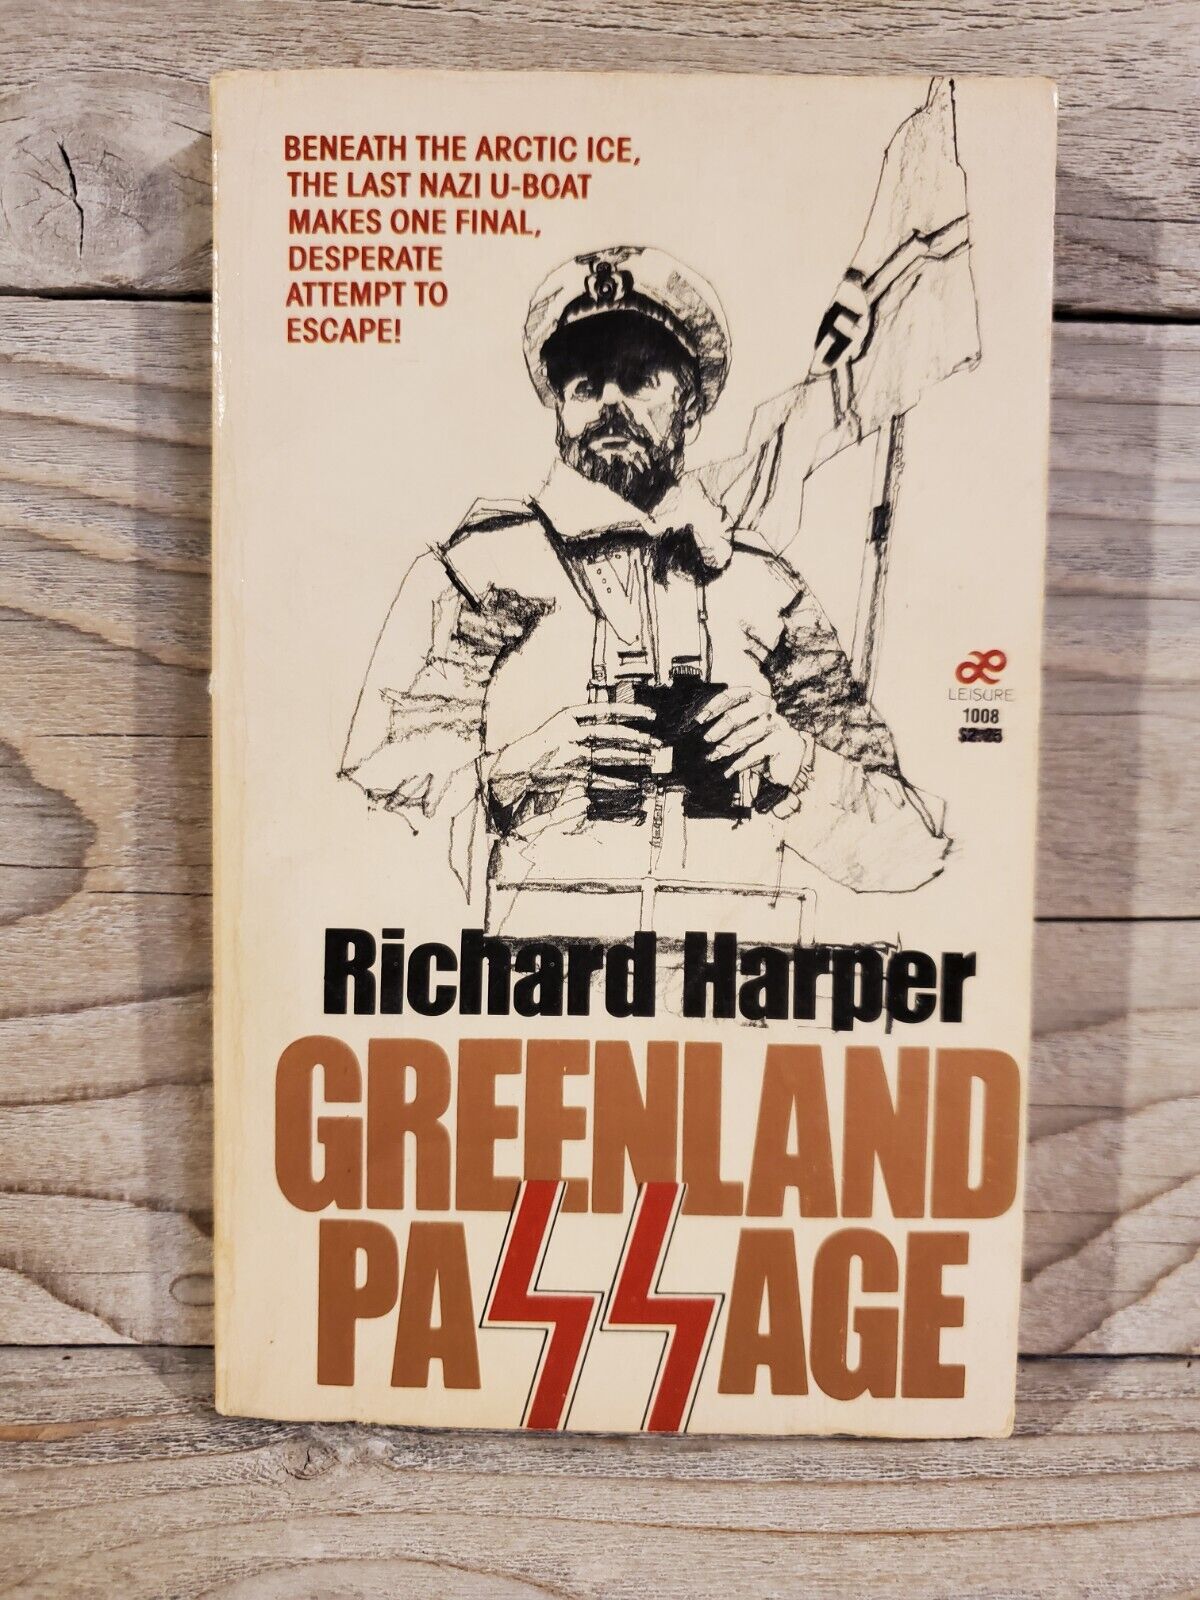 BENEATH THE ARCTIC ICE,
THE LAST NAZI U-BOAT
MAKES ONE FINAL,
DESPERATE
ATTEMPT TO
ESCAPE!
LEISURE
1008
Richard Harper
GREENLAND
PASSAGE